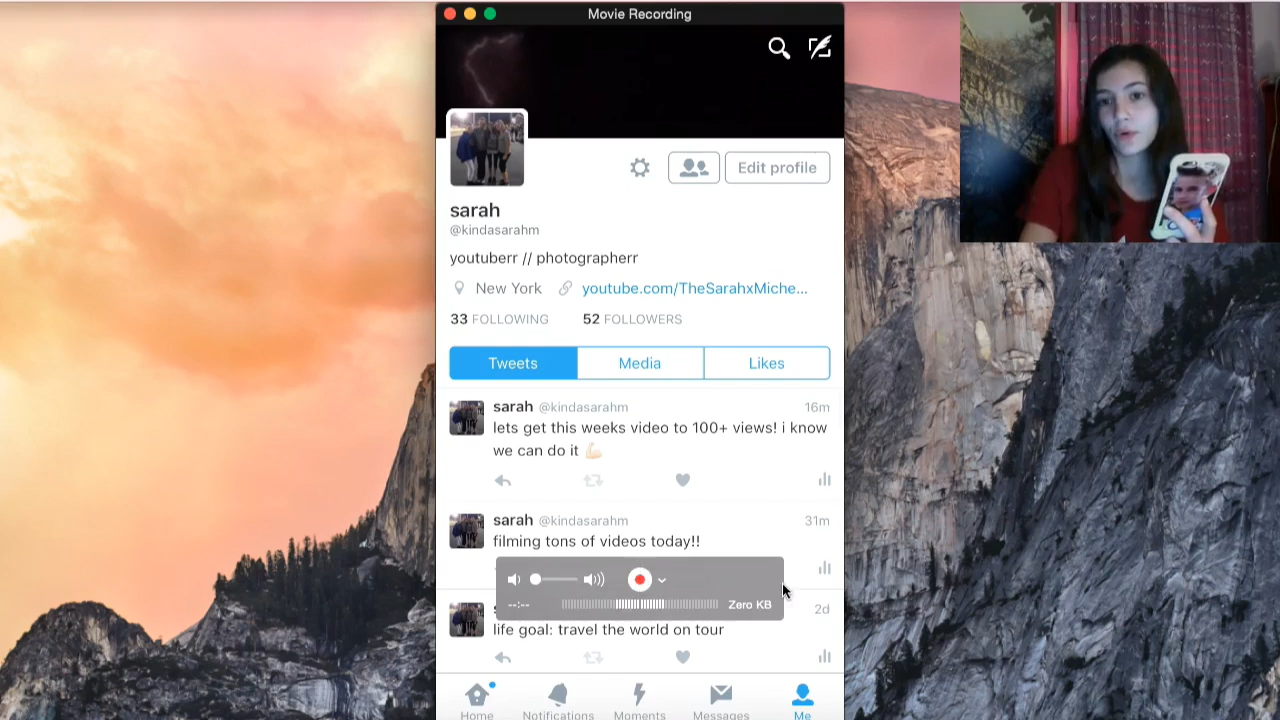 Movie Recording
Edit profile
sarah
@kindasarahm
youtuberr // photographerr
New York youtube.com/TheSarahxMiche...
33 FOLLOWING 52 FOLLOWERS
Tweets Media Likes
sarah @kindasarahm 16m
lets get this weeks video to 100+ views! i know
we can do it 💪🏻
sarah @kindasarahm 31m
filming tons of videos today!!
--:-- Zero KB
2d
life goal: travel the world on tour
Home Notifications Moments Messages Me